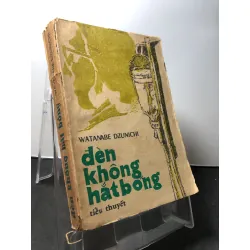 WATANABE DZUNICHI
đèn
không
hắt bóng
tiểu thuyết